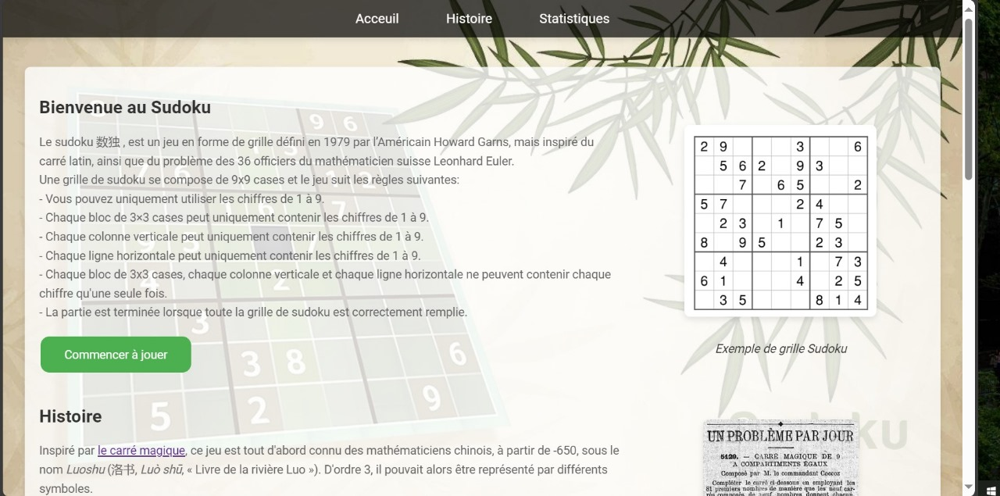 Acceuil Histoire Statistiques
Bienvenue au Sudoku
Le sudoku 数独 , est un jeu en forme de grille défini en 1979 par l'Américain Howard Garns, mais inspiré du
carré latin, ainsi que du problème des 36 officiers du mathématicien suisse Leonhard Euler.
Une grille de sudoku se compose de 9x9 cases et le jeu suit les règles suivantes:
- Vous pouvez uniquement utiliser les chiffres de 1 à 9.
- Chaque bloc de 3×3 cases peut uniquement contenir les chiffres de 1 à 9.
- Chaque colonne verticale peut uniquement contenir les chiffres de 1 à 9.
- Chaque ligne horizontale peut uniquement contenir les chiffres de 1 à 9.
- Chaque bloc de 3x3 cases, chaque colonne verticale et chaque ligne horizontale ne peuvent contenir chaque
chiffre qu'une seule fois.
- La partie est terminée lorsque toute la grille de sudoku est correctement remplie.
Commencer à jouer
2 9 3 6
5 6 2 9 3
7 6 5 2
5 7 2 4
2 3 1 7 5
8 9 5 2 3
4 1 7 3
6 1 4 2 5
3 5 8 1 4
Exemple de grille Sudoku
Histoire
Inspiré par le carré magique, ce jeu est tout d'abord connu des mathématiciens chinois, à partir de -650, sous le
nom Luoshu (洛书, Luò shū, « Livre de la rivière Luo »). D'ordre 3, il pouvait alors être représenté par différents
symboles.
UN PROBLÈME PAR JOUR
5129. — CARRÉ MAGIQUE DE 9
A COMPARTIMENTS ÉGAUX
Composé par M. le commandant Coccoz
Compléter le carré ci-dessous en employant les
81 premiers nombres de manière que les neuf car-
rés composés de neuf nombres donnent chacun